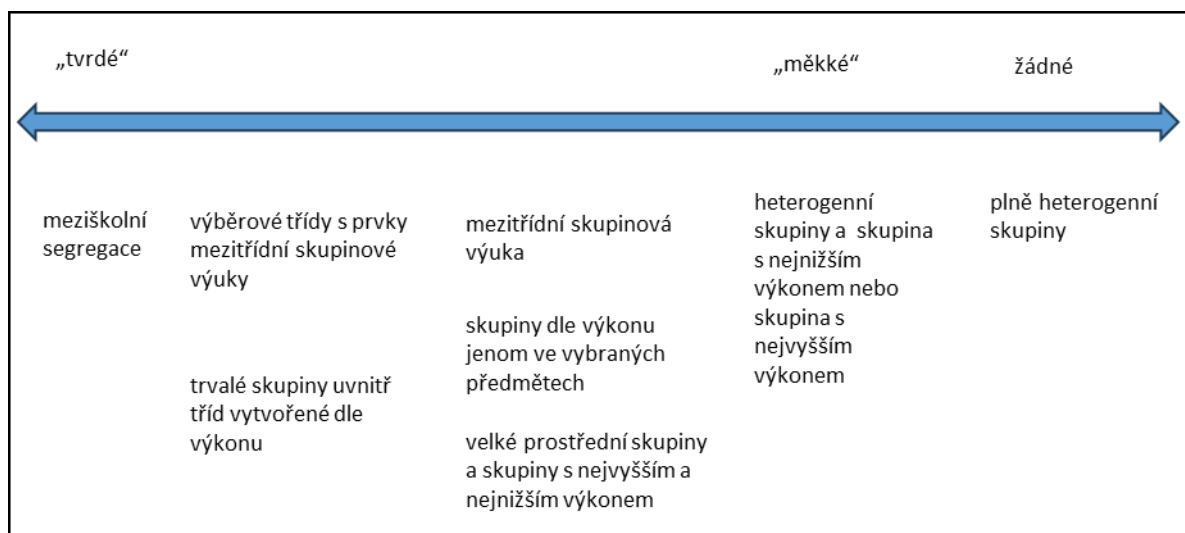 „tvrdé“
„měkké“
žádné
meziškolní
segregace
výběrové třídy s prvky
mezitřídní skupinové
výuky
trvalé skupiny uvnitř
tříd vytvořené dle
výkonu
mezitřídní skupinová
výuka
skupiny dle výkonu
jenom ve vybraných
předmětech
velké prostřední skupiny
a skupiny s nejvyšším a
nejnižším výkonem
heterogenní
skupiny a skupina
s nejnižším
výkonem nebo
skupina s
nejvyšším
výkonem
plně heterogenní
skupiny